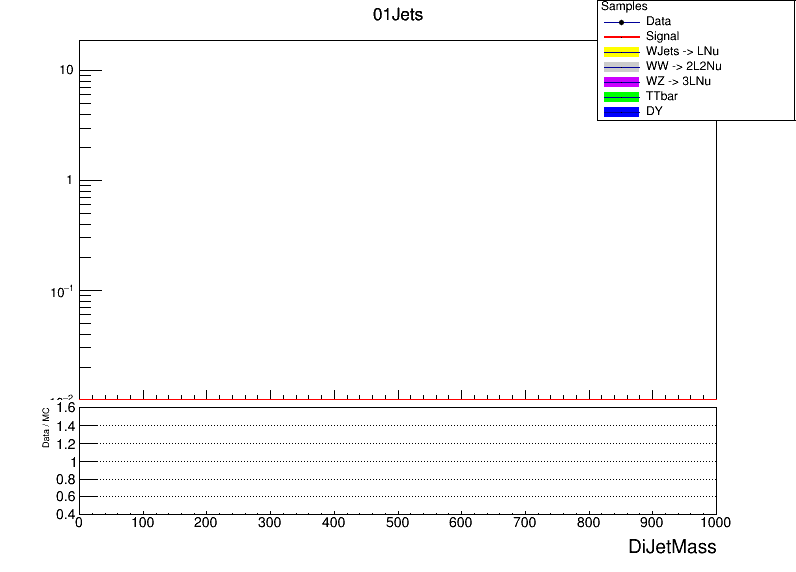 01Jets
Samples
Data
Signal
WJets -> LNu
WW -> 2L2Nu
WZ -> 3LNu
TTbar
DY
10
1
10⁻¹
Data / MC
1.6
1.4
1.2
1
0.8
0.6
0.4
0 100 200 300 400 500 600 700 800 900 1000
DiJetMass